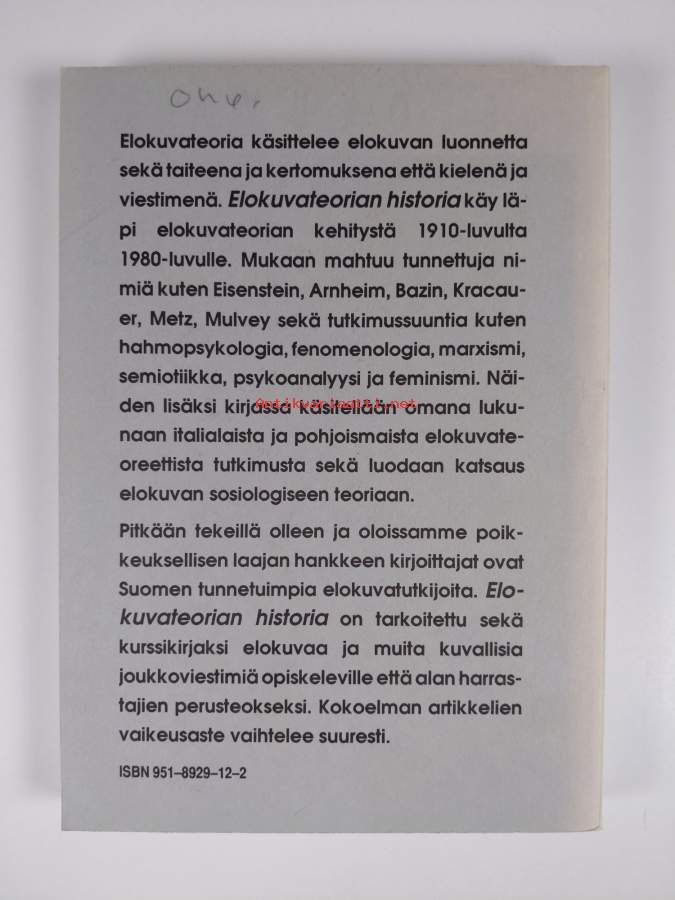 one.
Elokuvateoria käsittelee elokuvan luonnetta
sekä taiteena ja kertomuksena että kielenä ja
viestimenä. Elokuvateorian historia käy lä-
pi elokuvateorian kehitystä 1910-luvulta
1980-luvulle. Mukaan mahtuu tunnettuja ni-
miä kuten Eisenstein, Arnheim, Bazin, Kracau-
er, Metz, Mulvey sekä tutkimussuuntia kuten
hahmopsykologia, fenomenologia, marxismi,
semiotiikka, psykoanalyysi ja feminismi. Näi-
den lisäksi kirjassa käsitellään omana luku-
Antikvariaatti.net
naan italialaista ja pohjoismaista elokuvate-
oreettista tutkimusta sekä luodaan katsaus
elokuvan sosiologiseen teoriaan.
Pitkään tekeillä olleen ja oloissamme poik-
keuksellisen laajan hankkeen kirjoittajat ovat
Suomen tunnetuimpia elokuvatutkijoita. Elo-
kuvateorian historia on tarkoitettu sekä
kurssikirjaksi elokuvaa ja muita kuvallisia
joukkoviestimiä opiskeleville että alan harras-
tajien perusteokseksi. Kokoelman artikkelien
vaikeusaste vaihtelee suuresti.
ISBN 951–8929–12–2